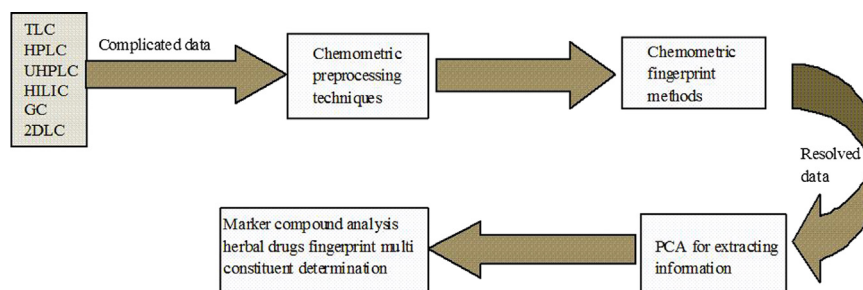 TLC
HPLC
UHPLC
HILIC
GC
2DLC
Complicated data
Chemometric
preprocessing
techniques
Chemometric
fingerprint
methods
Resolved
data
PCA for extracting
information
Marker compound analysis
herbal drugs fingerprint multi
constituent determination